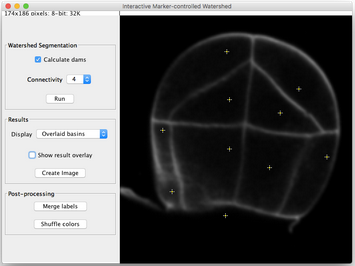 Interactive Marker-controlled Watershed
174x186 pixels; 8-bit; 32K
Watershed Segmentation
Calculate dams
Connectivity 4
Run
Results
Display Overlaid basins
Show result overlay
Create Image
Post-processing
Merge labels
Shuffle colors